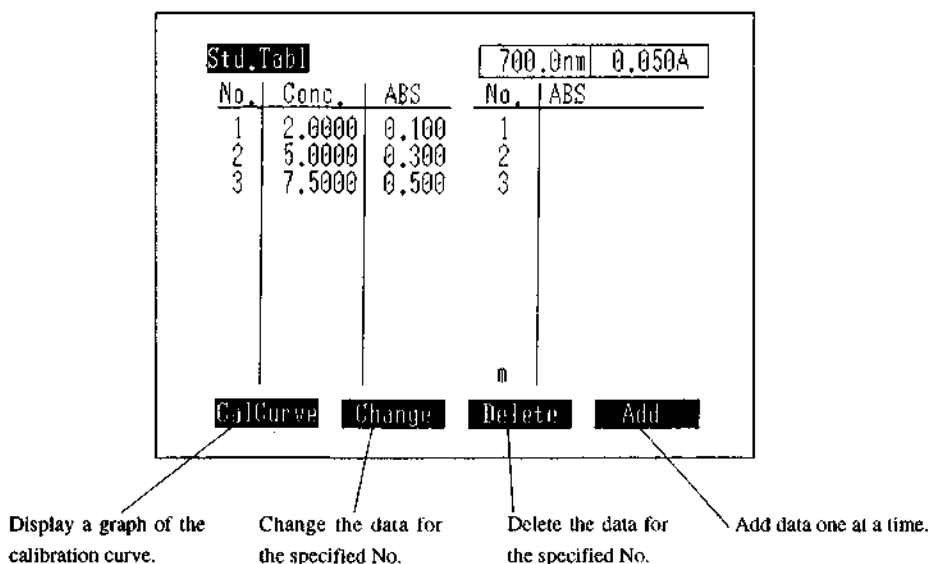 Std.Tabl 700.0nm 0.050A
No. Conc. ABS No. ABS
1 2.0000 0.100 1
2 5.0000 0.300 2
3 7.5000 0.500 3
m
CalCurve Change Delete Add
Display a graph of the calibration curve.
Change the data for the specified No.
Delete the data for the specified No.
Add data one at a time.